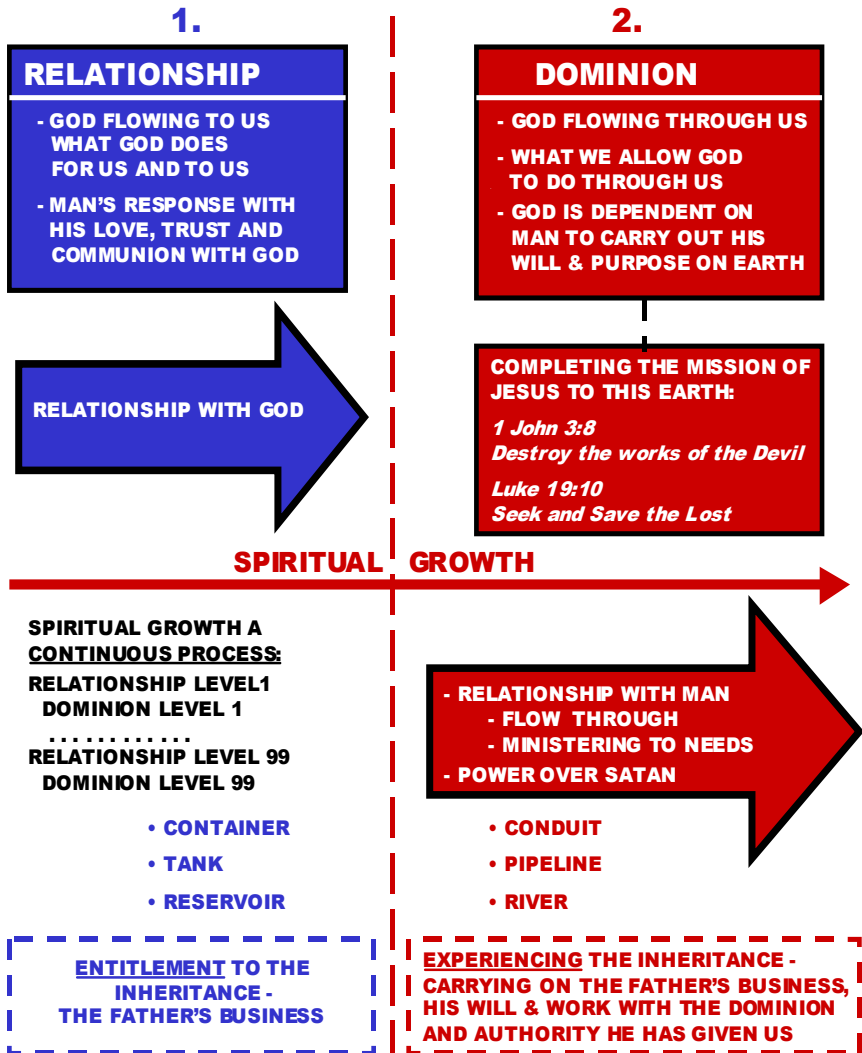 1.
RELATIONSHIP
- GOD FLOWING TO US
WHAT GOD DOES
FOR US AND TO US
- MAN'S RESPONSE WITH
HIS LOVE, TRUST AND
COMMUNION WITH GOD
RELATIONSHIP WITH GOD
2.
DOMINION
- GOD FLOWING THROUGH US
- WHAT WE ALLOW GOD
TO DO THROUGH US
- GOD IS DEPENDENT ON
MAN TO CARRY OUT HIS
WILL & PURPOSE ON EARTH
COMPLETING THE MISSION OF
JESUS TO THIS EARTH:
1 John 3:8
Destroy the works of the Devil
Luke 19:10
Seek and Save the Lost
SPIRITUAL GROWTH
SPIRITUAL GROWTH A
CONTINUOUS PROCESS:
RELATIONSHIP LEVEL1
DOMINION LEVEL 1
. . . . . . . . . . . .
RELATIONSHIP LEVEL 99
DOMINION LEVEL 99
• CONTAINER
• TANK
• RESERVOIR
ENTITLEMENT TO THE
INHERITANCE -
THE FATHER'S BUSINESS
- RELATIONSHIP WITH MAN
- FLOW THROUGH
- MINISTERING TO NEEDS
- POWER OVER SATAN
• CONDUIT
• PIPELINE
• RIVER
EXPERIENCING THE INHERITANCE -
CARRYING ON THE FATHER'S BUSINESS,
HIS WILL & WORK WITH THE DOMINION
AND AUTHORITY HE HAS GIVEN US